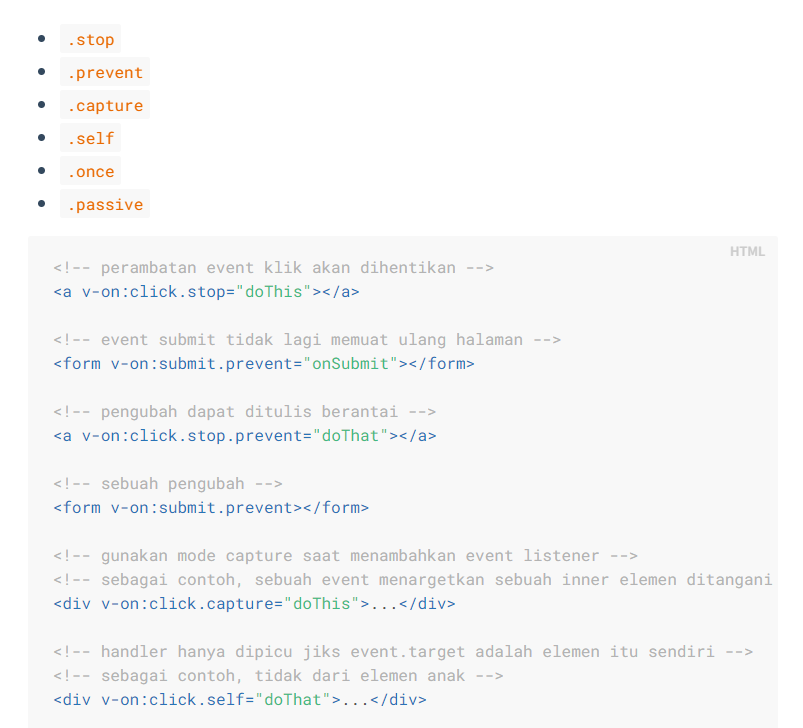 .stop
.prevent
.capture
.self
.once
.passive
HTML
<!-- perambatan event klik akan dihentikan -->
<a v-on:click.stop="doThis"></a>
<!-- event submit tidak lagi memuat ulang halaman -->
<form v-on:submit.prevent="onSubmit"></form>
<!-- pengubah dapat ditulis berantai -->
<a v-on:click.stop.prevent="doThat"></a>
<!-- sebuah pengubah -->
<form v-on:submit.prevent></form>
<!-- gunakan mode capture saat menambahkan event listener -->
<!-- sebagai contoh, sebuah event menargetkan sebuah inner elemen ditangani
<div v-on:click.capture="doThis">...</div>
<!-- handler hanya dipicu jiks event.target adalah elemen itu sendiri -->
<!-- sebagai contoh, tidak dari elemen anak -->
<div v-on:click.self="doThat">...</div>